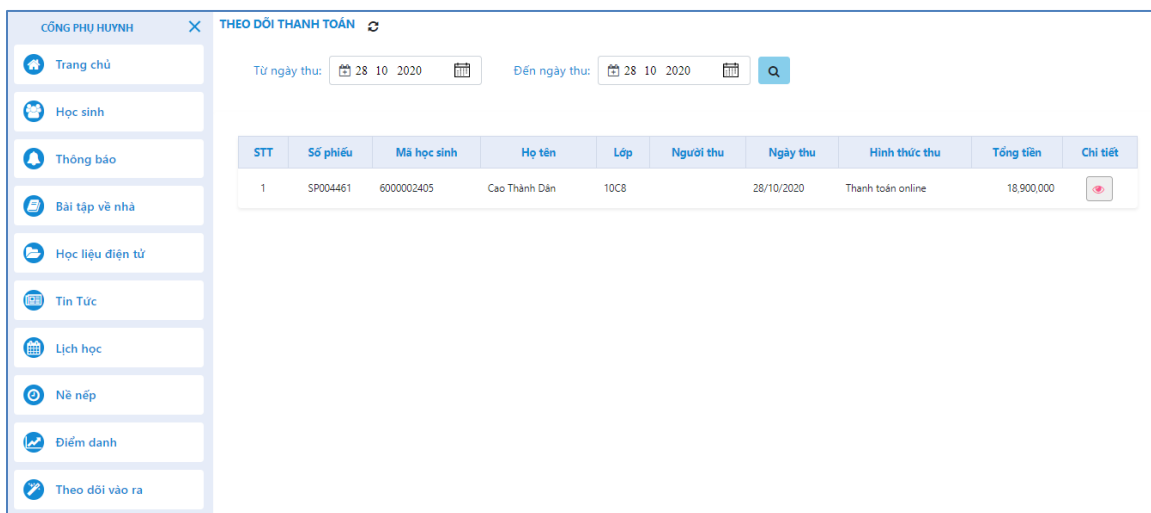 CỔNG PHỤ HUYNH
Trang chủ
Học sinh
Thông báo
Bài tập về nhà
Học liệu điện tử
Tin Tức
Lịch học
Nề nếp
Điểm danh
Theo dõi vào ra
THEO DÕI THANH TOÁN
Từ ngày thu: 28 10 2020 Đến ngày thu: 28 10 2020
STT Số phiếu Mã học sinh Họ tên Lớp Người thu Ngày thu Hình thức thu Tổng tiền Chi tiết
1 SP004461 6000002405 Cao Thành Dân 10C8 28/10/2020 Thanh toán online 18,900,000